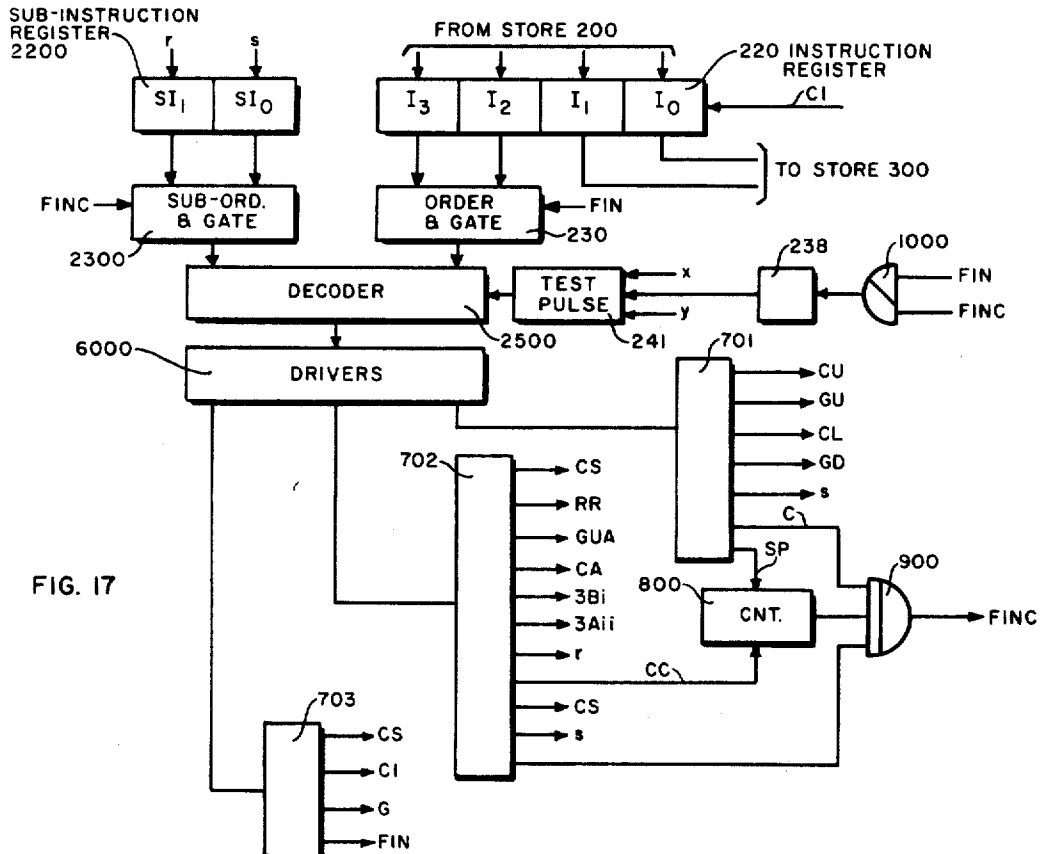 SUB-INSTRUCTION
REGISTER
2200
r
s
FROM STORE 200
220 INSTRUCTION
REGISTER
SI1
SI0
I3
I2
I1
I0
CI
TO STORE 300
FINC
SUB-ORD.
& GATE
2300
ORDER
& GATE
FIN
230
DECODER
2500
TEST
PULSE
241
x
y
238
1000
FIN
FINC
6000
DRIVERS
701
CU
GU
CL
GD
s
C
SP
702
CS
RR
GUA
CA
3Bi
3Aii
r
CC
CS
s
800
CNT.
900
FINC
FIG. 17
703
CS
CI
G
FIN